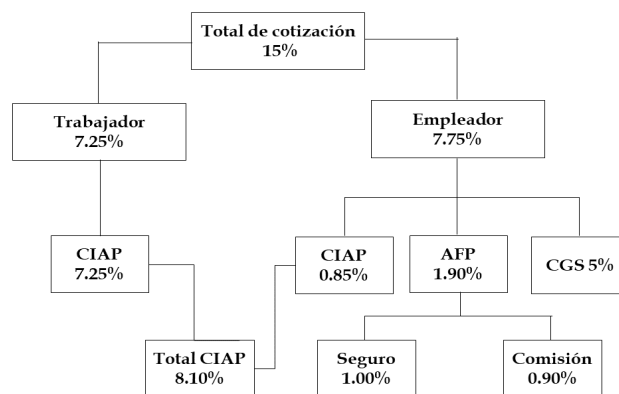 Total de cotización
15%
Trabajador
7.25%
Empleador
7.75%
CIAP
7.25%
CIAP
0.85%
AFP
1.90%
CGS 5%
Total CIAP
8.10%
Seguro
1.00%
Comisión
0.90%